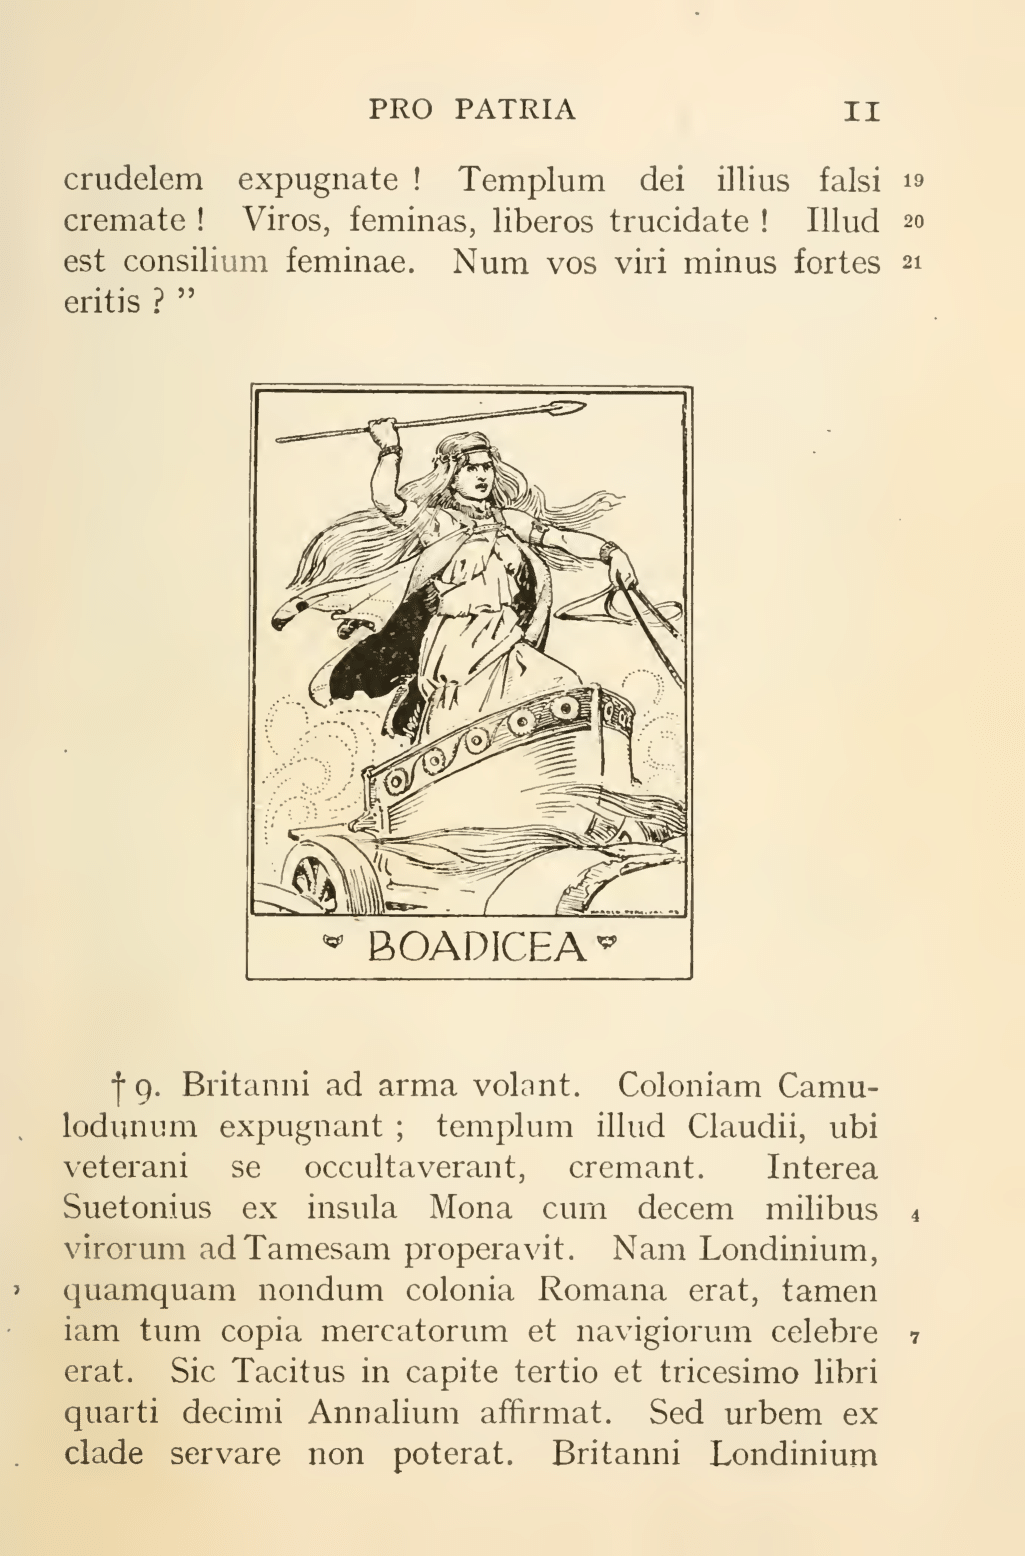 PRO PATRIA 11
crudelem expugnate ! Templum dei illius falsi 19
cremate ! Viros, feminas, liberos trucidate ! Illud 20
est consilium feminae. Num vos viri minus fortes 21
eritis ? ”
BOADICEA
† 9. Britanni ad arma volant. Coloniam Camu-
lodunum expugnant ; templum illud Claudii, ubi
veterani se occultaverant, cremant. Interea
Suetonius ex insula Mona cum decem milibus 4
virorum ad Tamesam properavit. Nam Londinium,
quamquam nondum colonia Romana erat, tamen
iam tum copia mercatorum et navigiorum celebre 7
erat. Sic Tacitus in capite tertio et tricesimo libri
quarti decimi Annalium affirmat. Sed urbem ex
clade servare non poterat. Britanni Londinium